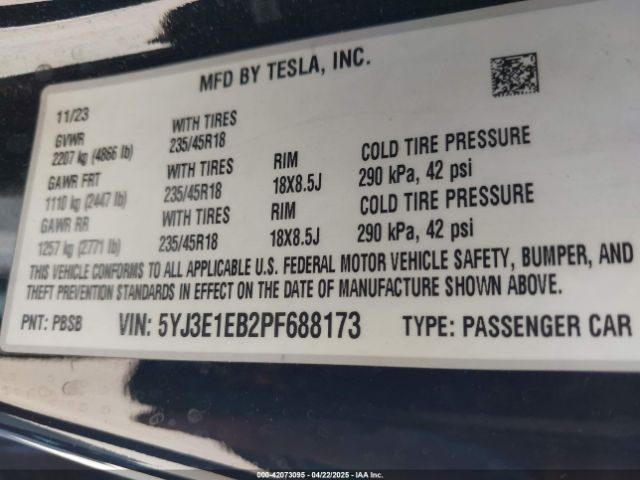 MFD BY TESLA, INC.
11/23
GVWR WITH TIRES
2207 kg (4866 lb) 235/45R18 RIM COLD TIRE PRESSURE
GAWR FRT WITH TIRES 18X8.5J 290 kPa, 42 psi
1110 kg (2447 lb) 235/45R18 RIM COLD TIRE PRESSURE
GAWR RR WITH TIRES 18X8.5J 290 kPa, 42 psi
1257 kg (2771 lb) 235/45R18
THIS VEHICLE CONFORMS TO ALL APPLICABLE U.S. FEDERAL MOTOR VEHICLE SAFETY, BUMPER, AND
THEFT PREVENTION STANDARDS IN EFFECT ON THE DATE OF MANUFACTURE SHOWN ABOVE.
PNT: PBSB VIN: 5YJ3E1EB2PF688173 TYPE: PASSENGER CAR
000-42073095 - 04/22/2025 - IAA Inc.